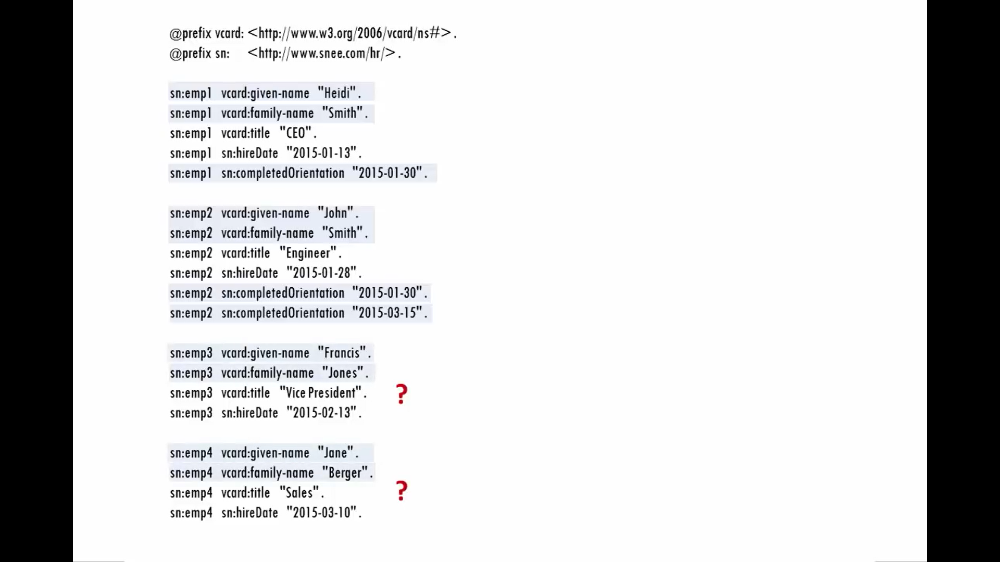 @prefix vcard: <http://www.w3.org/2006/vcard/ns#> .
@prefix sn: <http://www.snee.com/hr/> .
sn:emp1 vcard:given-name "Heidi" .
sn:emp1 vcard:family-name "Smith" .
sn:emp1 vcard:title "CEO" .
sn:emp1 sn:hireDate "2015-01-13" .
sn:emp1 sn:completedOrientation "2015-01-30" .
sn:emp2 vcard:given-name "John" .
sn:emp2 vcard:family-name "Smith" .
sn:emp2 vcard:title "Engineer" .
sn:emp2 sn:hireDate "2015-01-28" .
sn:emp2 sn:completedOrientation "2015-01-30" .
sn:emp2 sn:completedOrientation "2015-03-15" .
sn:emp3 vcard:given-name "Francis" .
sn:emp3 vcard:family-name "Jones" .
sn:emp3 vcard:title "Vice President" . ?
sn:emp3 sn:hireDate "2015-02-13" .
sn:emp4 vcard:given-name "Jane" .
sn:emp4 vcard:family-name "Berger" .
sn:emp4 vcard:title "Sales" . ?
sn:emp4 sn:hireDate "2015-03-10" .